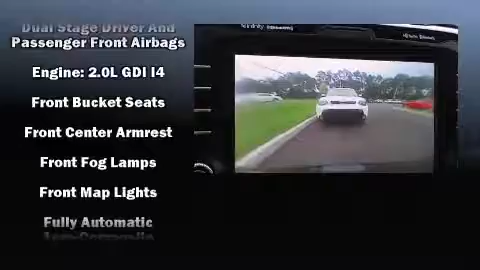 Dual Stage Driver And
Passenger Front Airbags
Engine: 2.0L GDI I4
Front Bucket Seats
Front Center Armrest
Front Fog Lamps
Front Map Lights
Fully Automatic